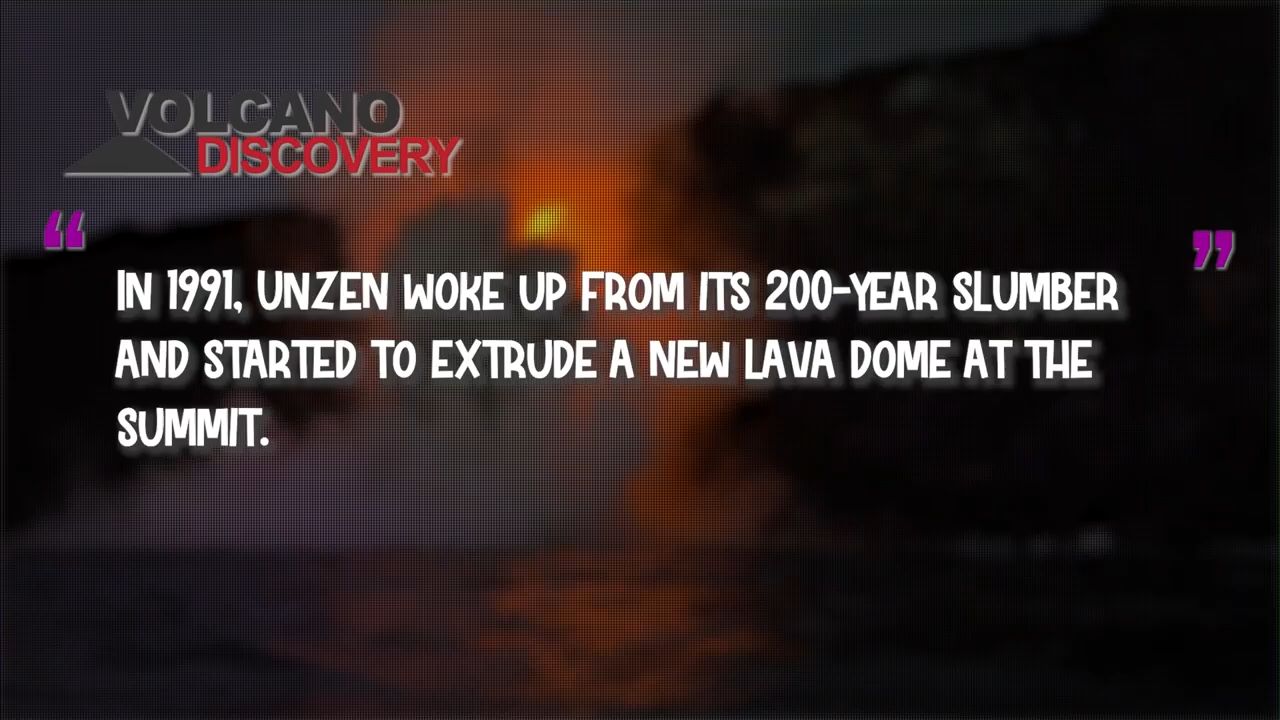 VOLCANO
DISCOVERY
“ ”
IN 1991, UNZEN WOKE UP FROM ITS 200-YEAR SLUMBER
AND STARTED TO EXTRUDE A NEW LAVA DOME AT THE
SUMMIT.